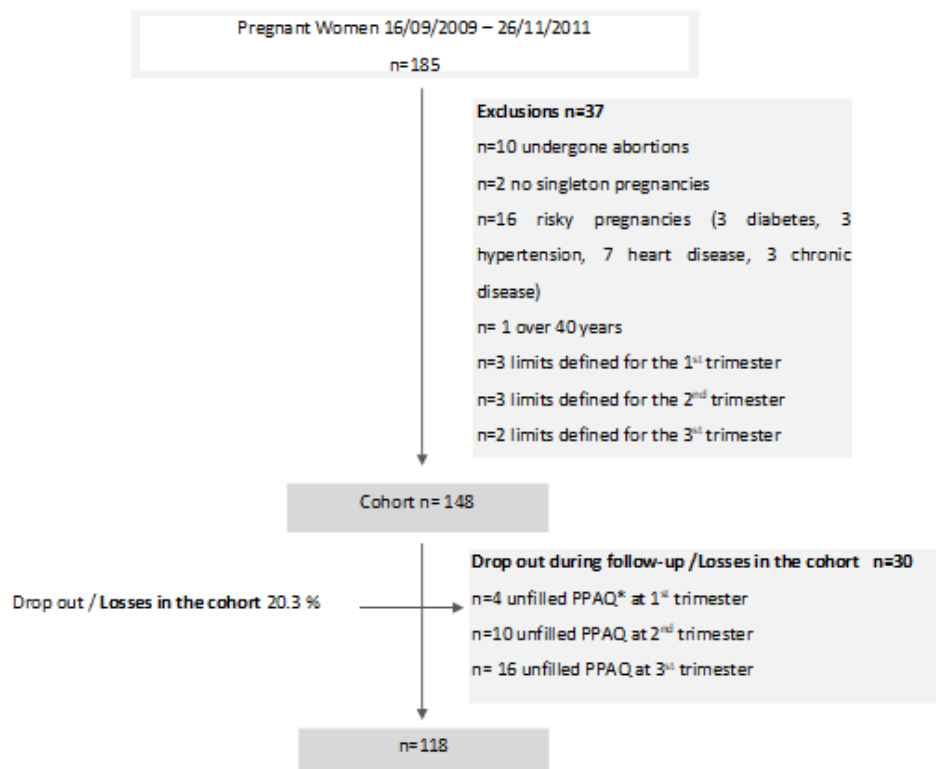 Pregnant Women 16/09/2009 – 26/11/2011
n=185
Exclusions n=37
n=10 undergone abortions
n=2 no singleton pregnancies
n=16 risky pregnancies (3 diabetes, 3
hypertension, 7 heart disease, 3 chronic
disease)
n= 1 over 40 years
n=3 limits defined for the 1st trimester
n=3 limits defined for the 2nd trimester
n=2 limits defined for the 3st trimester
Cohort n= 148
Drop out during follow-up /Losses in the cohort n=30
Drop out / Losses in the cohort 20.3 %
n=4 unfilled PPAQ* at 1st trimester
n=10 unfilled PPAQ at 2nd trimester
n= 16 unfilled PPAQ at 3st trimester
n=118